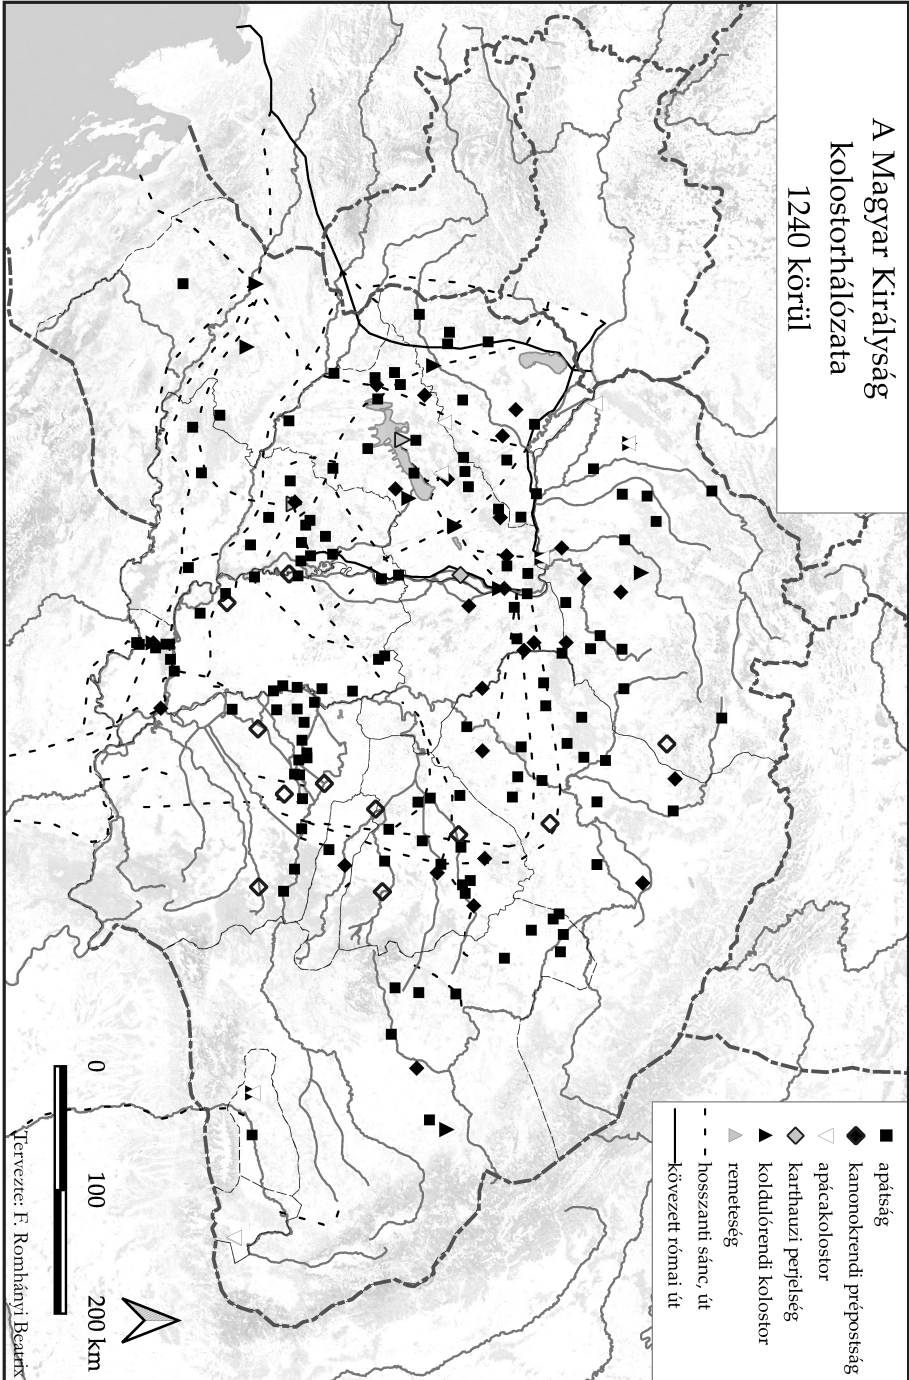 A Magyar Királyság
kolostorhálózata
1240 körül
apátság
kanonokrendi prépostság
apácakolostor
karthauzi perjelség
koldulórendi kolostor
remeteség
hosszanti sánc, út
kövezett római út
0
100
200 km
Tervezte: F. Romhányi Beatrix